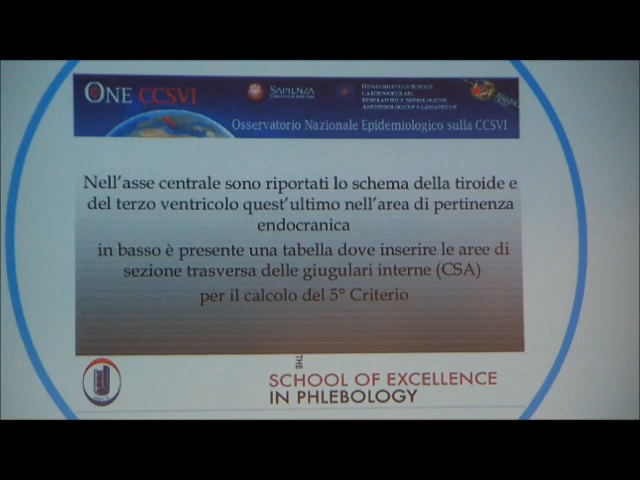 ONE CCSVI
SAPIENZA
Osservatorio Nazionale Epidemiologico sulla CCSVI
Nell'asse centrale sono riportati lo schema della tiroide e
del terzo ventricolo quest'ultimo nell'area di pertinenza
endocranica
in basso è presente una tabella dove inserire le aree di
sezione trasversa delle giugulari interne (CSA)
per il calcolo del 5° Criterio
THE
SCHOOL OF EXCELLENCE
IN PHLEBOLOGY